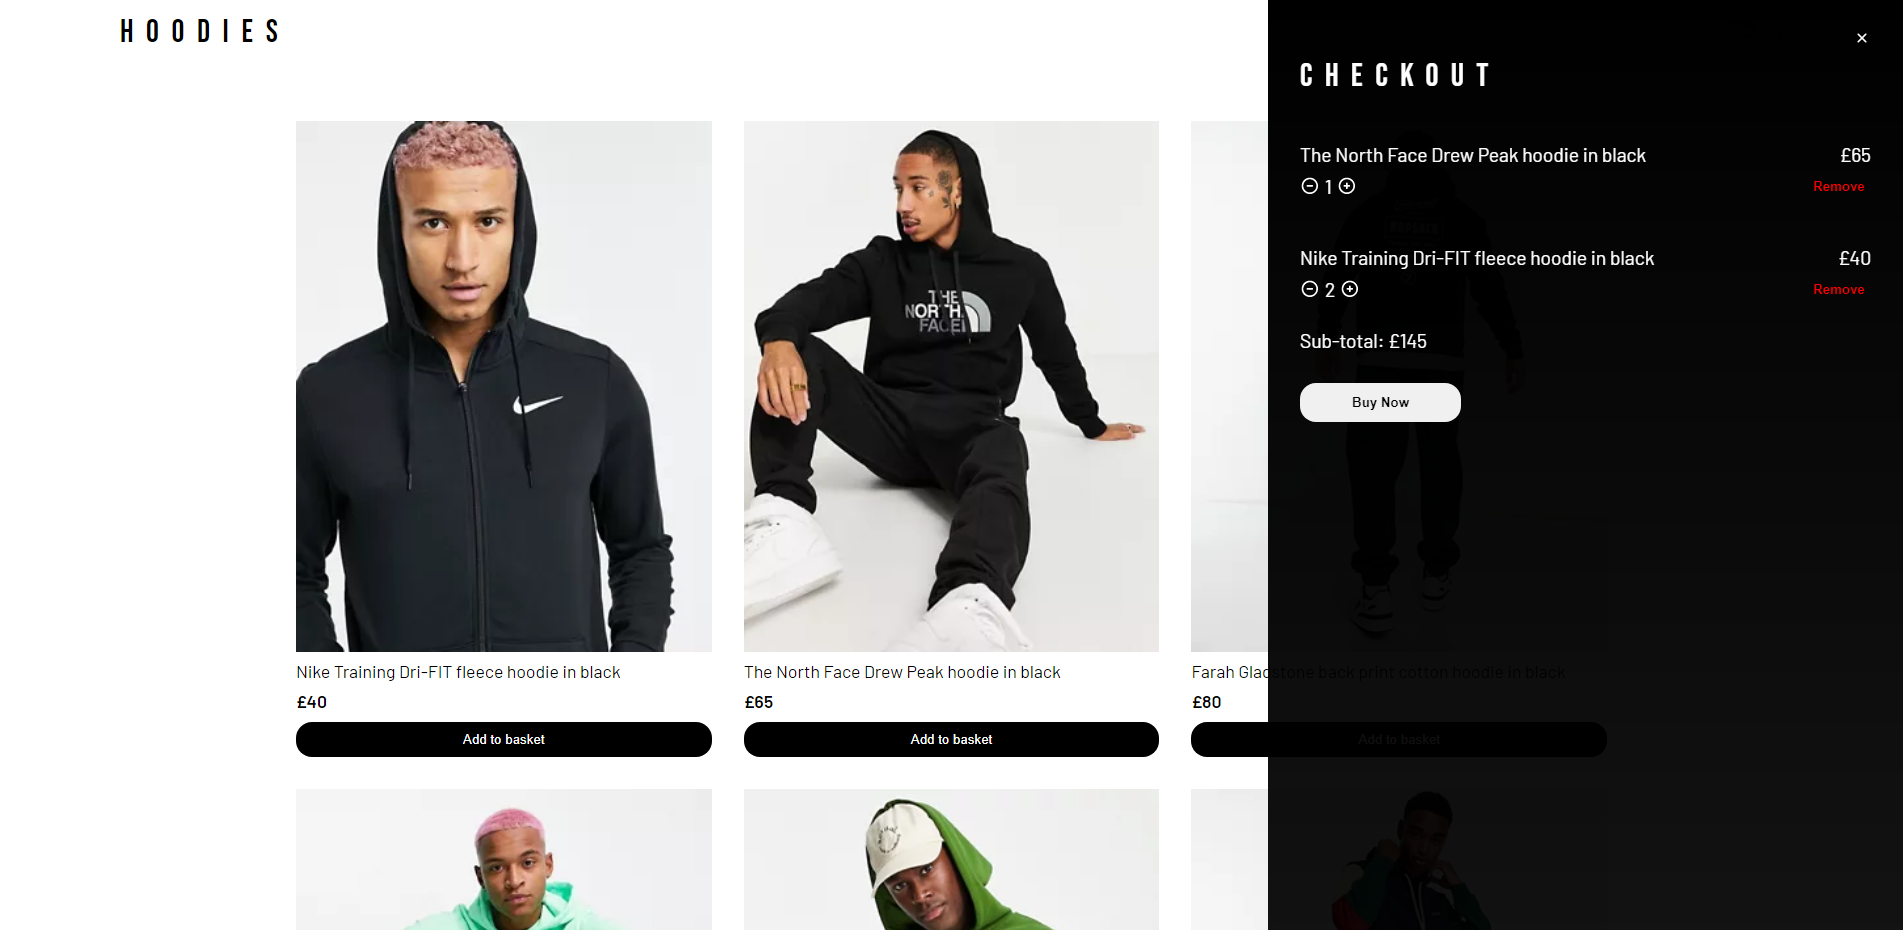 HOODIES
×
CHECKOUT
The North Face Drew Peak hoodie in black £65
1 Remove
Nike Training Dri-FIT fleece hoodie in black £40
2 Remove
Sub-total: £145
Buy Now
THE
NORTH
FACE
Nike Training Dri-FIT fleece hoodie in black
£40
Add to basket
The North Face Drew Peak hoodie in black
£65
Add to basket
Farah Gladstone back print cotton hoodie in black
£80
Add to basket